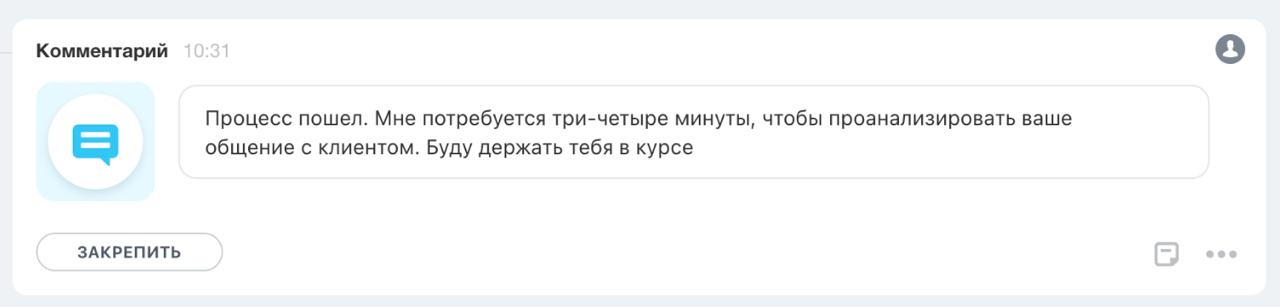 Комментарий 10:31
Процесс пошел. Мне потребуется три-четыре минуты, чтобы проанализировать ваше
общение с клиентом. Буду держать тебя в курсе
ЗАКРЕПИТЬ